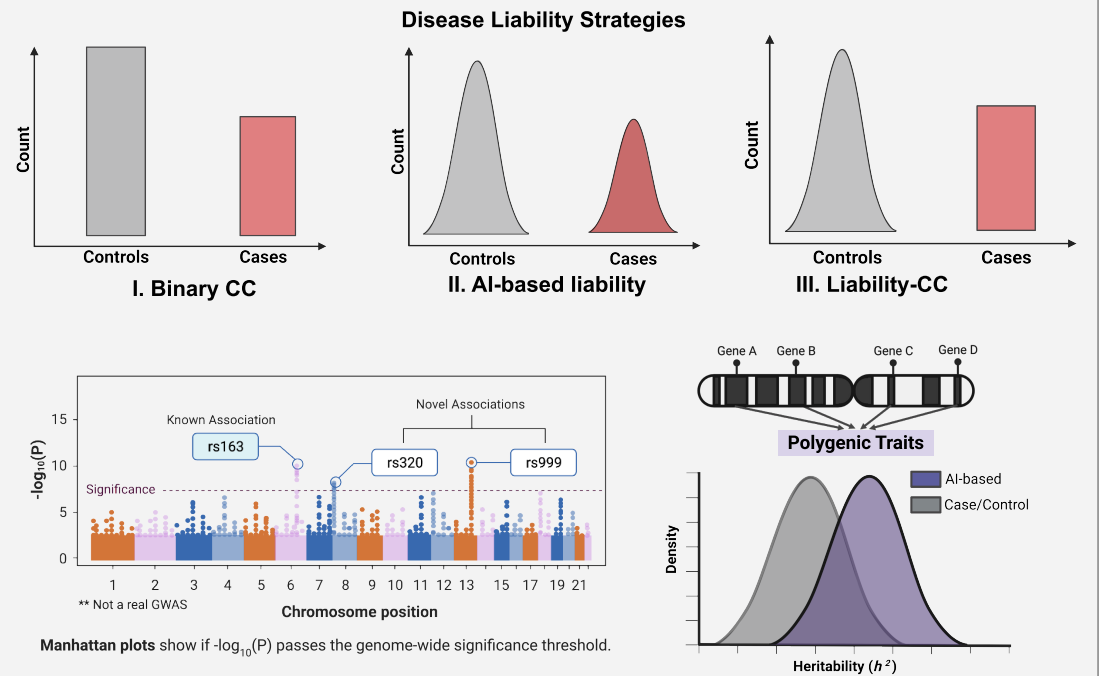 Disease Liability Strategies
Count
Controls
Cases
I. Binary CC
Count
Controls
Cases
II. AI-based liability
Count
Controls
Cases
III. Liability-CC
-log10(P)
15
10
5
0
Known Association
rs163
Novel Associations
rs320
rs999
Significance
1 2 3 4 5 6 7 8 9 10 11 12 13 15 17 19 21
** Not a real GWAS
Chromosome position
Manhattan plots show if -log10(P) passes the genome-wide significance threshold.
Gene A
Gene B
Gene C
Gene D
Polygenic Traits
AI-based
Case/Control
Density
Heritability (h²)